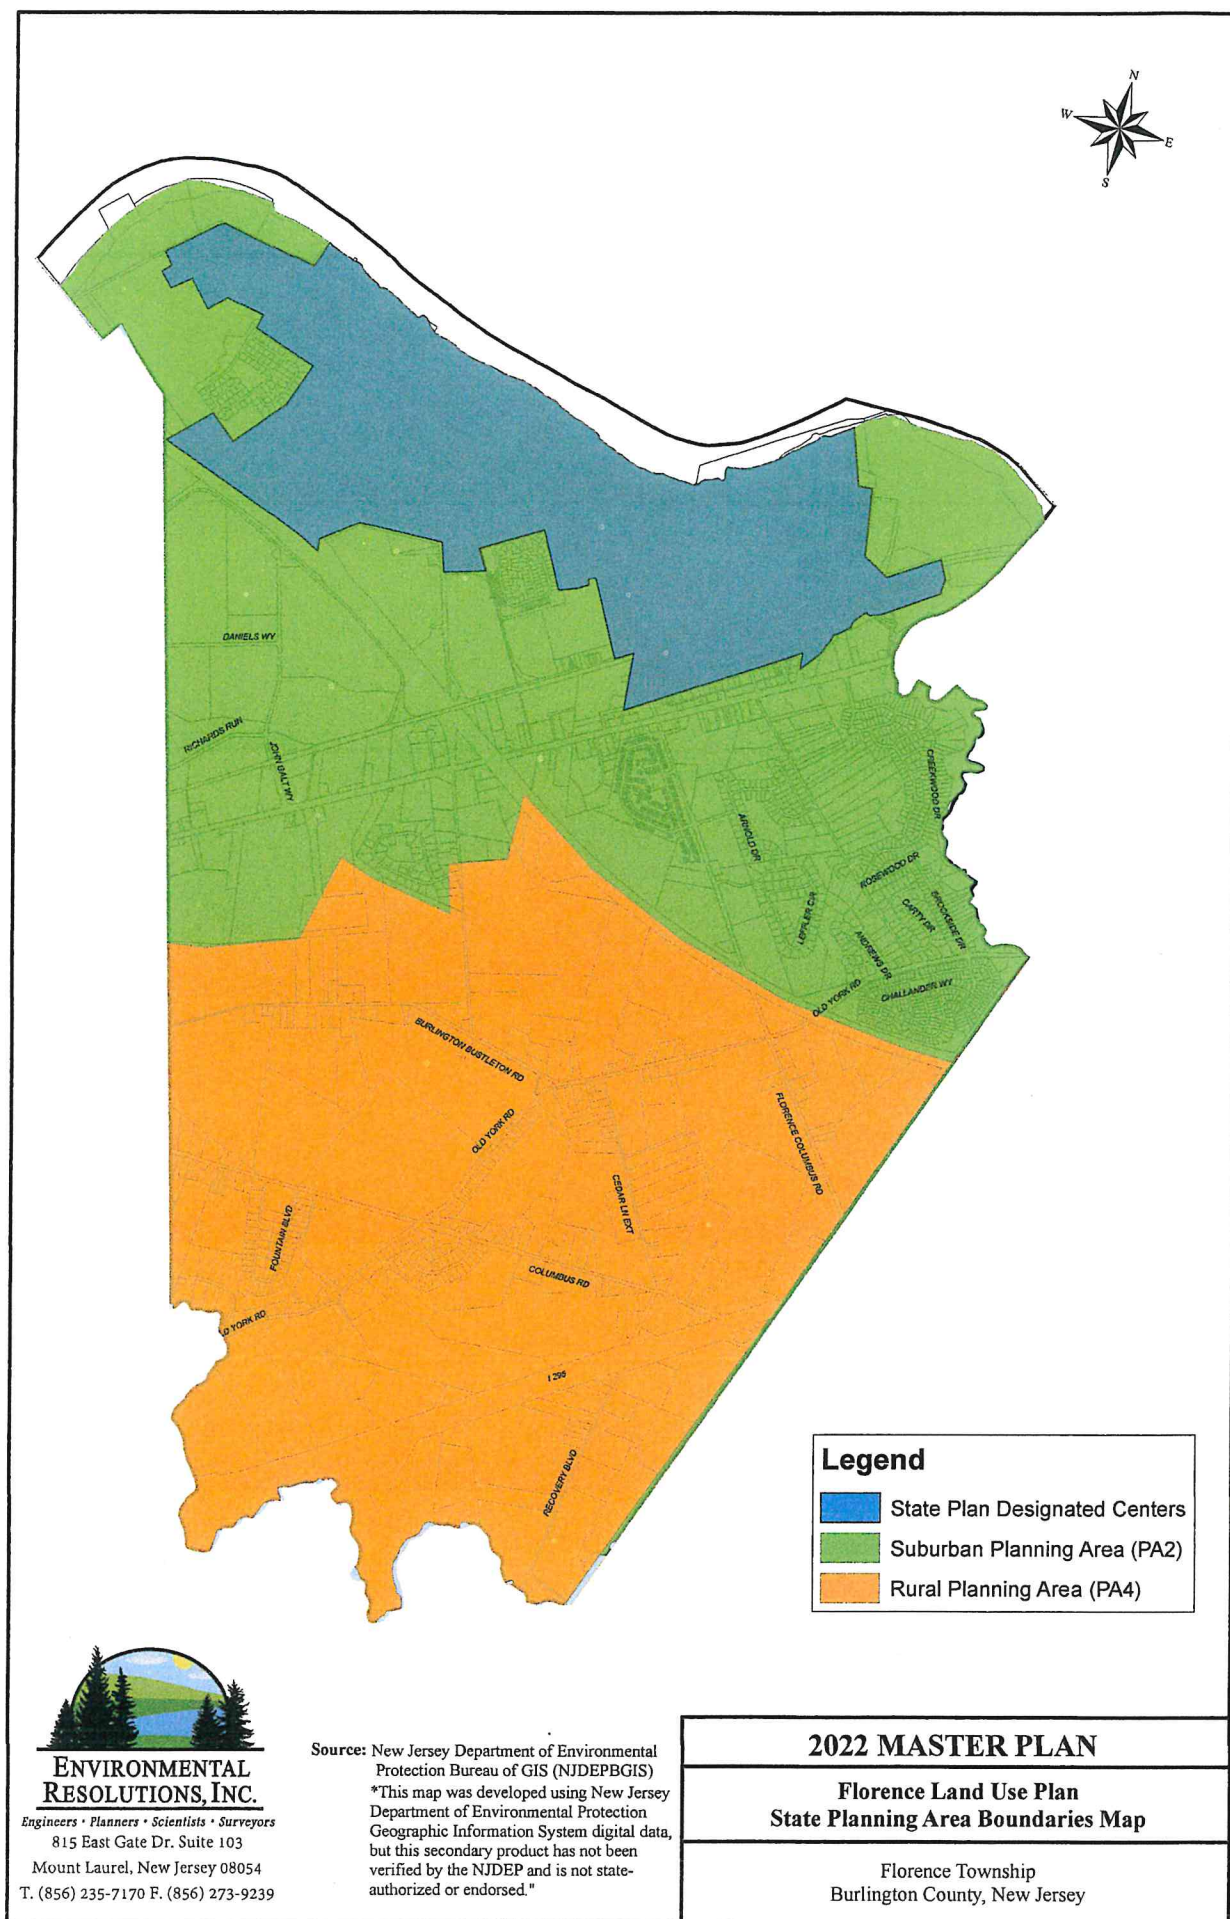 N
W
E
S
DANIELS WY
RICHARDS RUN
JOHN GALT WY
CREEKWOOD DR
ARNOLD DR
ROSEWOOD DR
LEFFLER CIR
CARTY DR
BROOKSIDE DR
ANDREWS DR
OLD YORK RD
CHALLANDER WY
BURLINGTON BUSTLETON RD
OLD YORK RD
FLORENCE COLUMBUS RD
CEDAR LN EXT
FOUNTAIN BLVD
COLUMBUS RD
D YORK RD
I 295
RECOVERY BLVD
Legend
State Plan Designated Centers
Suburban Planning Area (PA2)
Rural Planning Area (PA4)
ENVIRONMENTAL
RESOLUTIONS, INC.
Engineers • Planners • Scientists • Surveyors
815 East Gate Dr. Suite 103
Mount Laurel, New Jersey 08054
T. (856) 235-7170 F. (856) 273-9239
Source: New Jersey Department of Environmental
Protection Bureau of GIS (NJDEPBGIS)
*This map was developed using New Jersey
Department of Environmental Protection
Geographic Information System digital data,
but this secondary product has not been
verified by the NJDEP and is not state-
authorized or endorsed."
2022 MASTER PLAN
Florence Land Use Plan
State Planning Area Boundaries Map
Florence Township
Burlington County, New Jersey